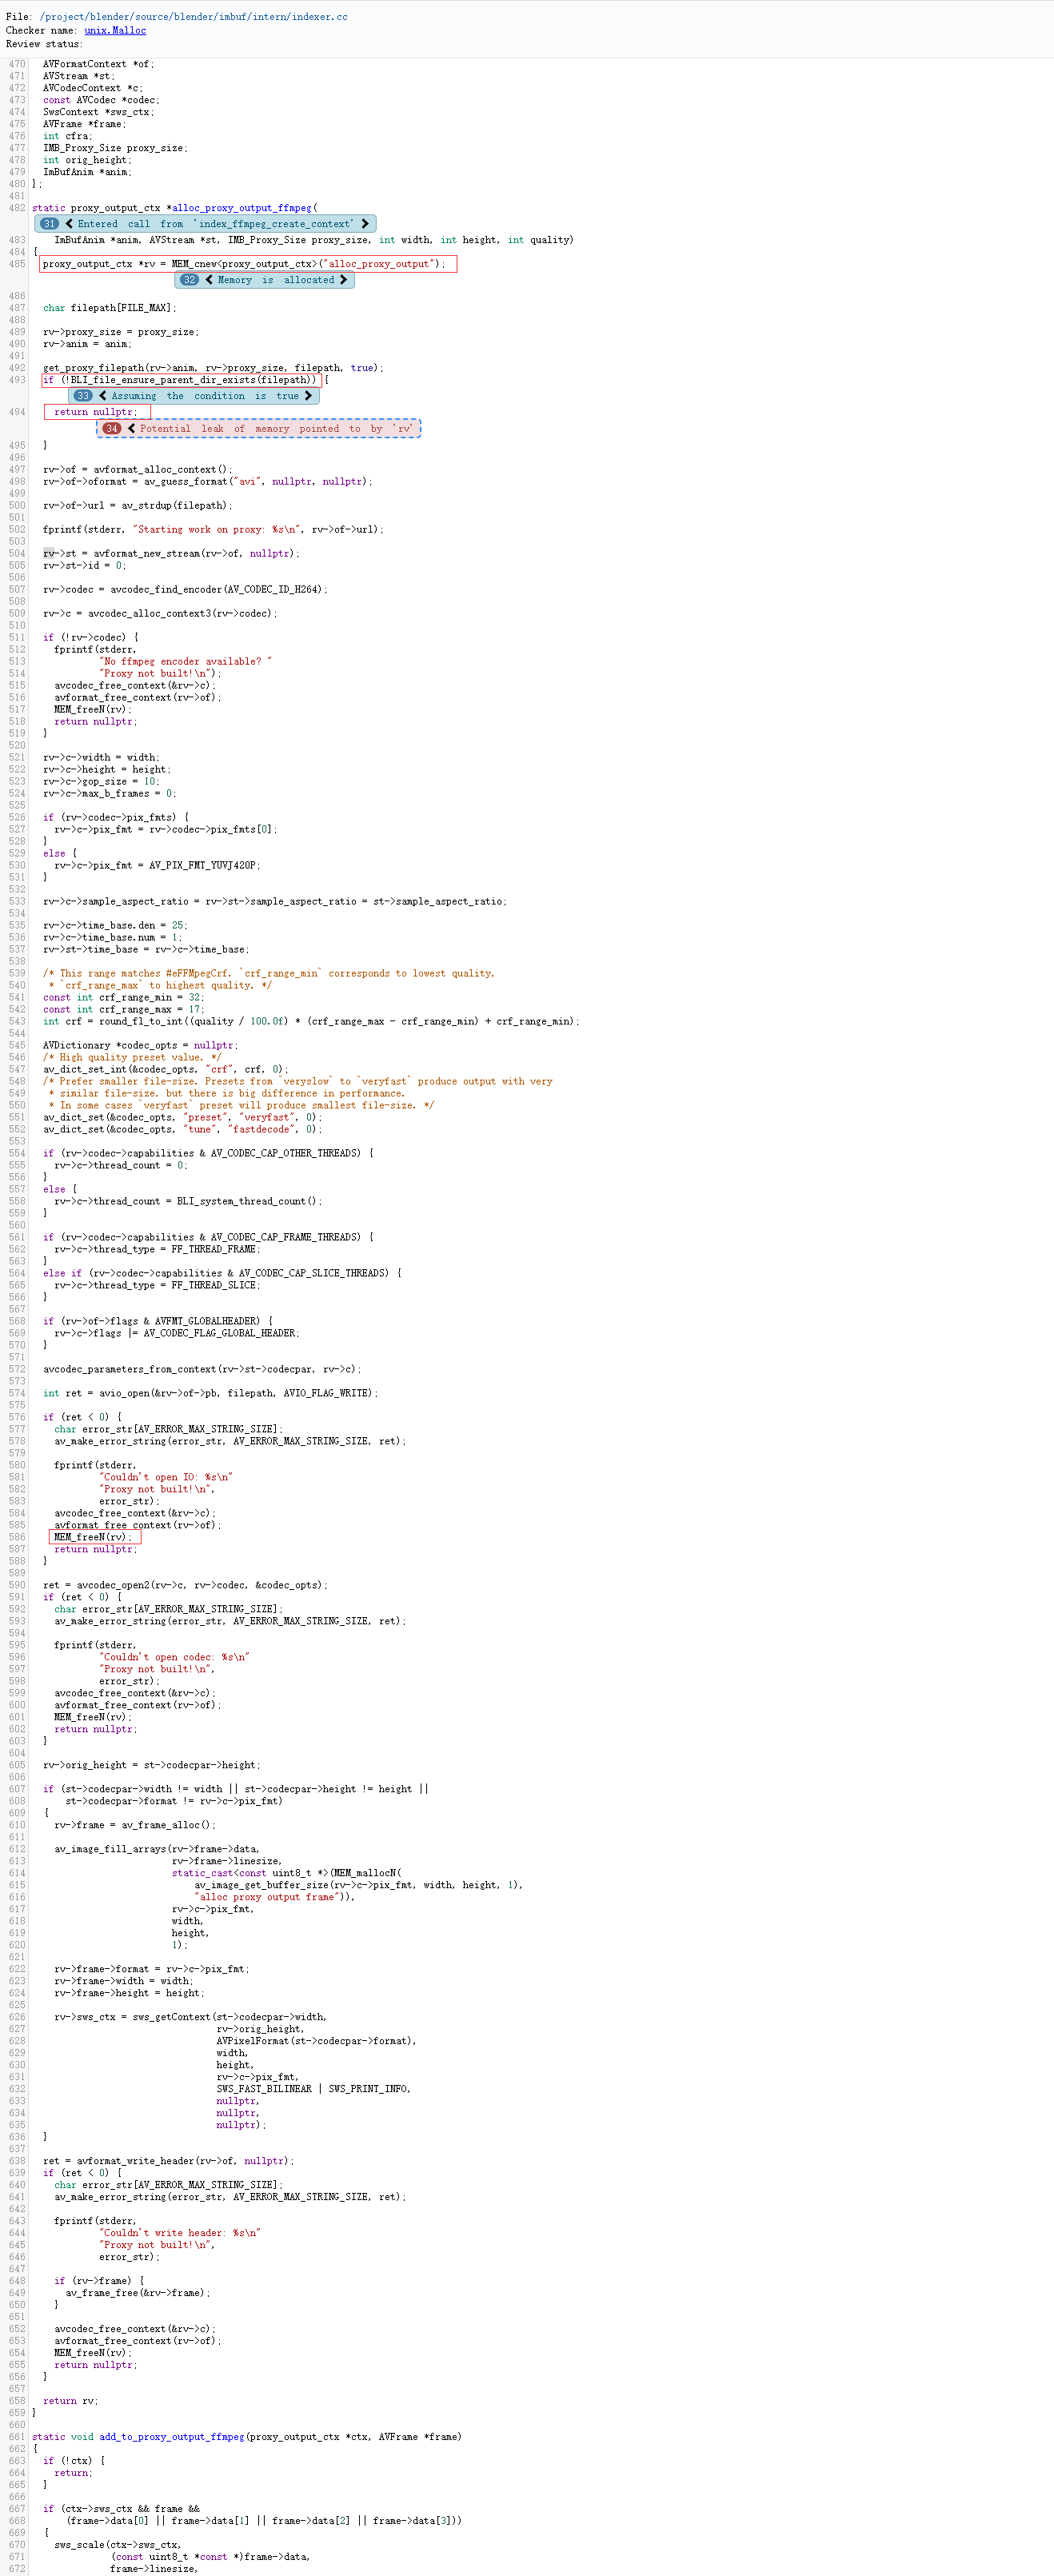 File: /project/blender/source/blender/imbuf/intern/indexer.cc
Checker name: unix.Malloc
Review status:
470 AVFormatContext *of;
471 AVStream *st;
472 AVCodecContext *c;
473 const AVCodec *codec;
474 SwsContext *sws_ctx;
475 AVFrame *frame;
476 int cfra;
477 IMB_Proxy_Size proxy_size;
478 int orig_height;
479 ImBufAnim *anim;
480 };
481
482 static proxy_output_ctx *alloc_proxy_output_ffmpeg(
31 Entered call from 'index_ffmpeg_create_context'
483 ImBufAnim *anim, AVStream *st, IMB_Proxy_Size proxy_size, int width, int height, int quality)
484 {
485 proxy_output_ctx *rv = MEM_cnew<proxy_output_ctx>("alloc_proxy_output");
32 Memory is allocated
486
487 char filepath[FILE_MAX];
488
489 rv->proxy_size = proxy_size;
490 rv->anim = anim;
491
492 get_proxy_filepath(rv->anim, rv->proxy_size, filepath, true);
493 if (!BLI_file_ensure_parent_dir_exists(filepath)) {
33 Assuming the condition is true
494 return nullptr;
34 Potential leak of memory pointed to by 'rv'
495 }
496
497 rv->of = avformat_alloc_context();
498 rv->of->oformat = av_guess_format("avi", nullptr, nullptr);
499
500 rv->of->url = av_strdup(filepath);
501
502 fprintf(stderr, "Starting work on proxy: %s\n", rv->of->url);
503
504 rv->st = avformat_new_stream(rv->of, nullptr);
505 rv->st->id = 0;
506
507 rv->codec = avcodec_find_encoder(AV_CODEC_ID_H264);
508
509 rv->c = avcodec_alloc_context3(rv->codec);
510
511 if (!rv->codec) {
512 fprintf(stderr,
513 "No ffmpeg encoder available? "
514 "Proxy not built!\n");
515 avcodec_free_context(&rv->c);
516 avformat_free_context(rv->of);
517 MEM_freeN(rv);
518 return nullptr;
519 }
520
521 rv->c->width = width;
522 rv->c->height = height;
523 rv->c->gop_size = 10;
524 rv->c->max_b_frames = 0;
525
526 if (rv->codec->pix_fmts) {
527 rv->c->pix_fmt = rv->codec->pix_fmts[0];
528 }
529 else {
530 rv->c->pix_fmt = AV_PIX_FMT_YUVJ420P;
531 }
532
533 rv->c->sample_aspect_ratio = rv->st->sample_aspect_ratio = st->sample_aspect_ratio;
534
535 rv->c->time_base.den = 25;
536 rv->c->time_base.num = 1;
537 rv->st->time_base = rv->c->time_base;
538
539 /* This range matches #eFFMpegCrf. `crf_range_min` corresponds to lowest quality,
540 * `crf_range_max` to highest quality. */
541 const int crf_range_min = 32;
542 const int crf_range_max = 17;
543 int crf = round_fl_to_int((quality / 100.0f) * (crf_range_max - crf_range_min) + crf_range_min);
544
545 AVDictionary *codec_opts = nullptr;
546 /* High quality preset value. */
547 av_dict_set_int(&codec_opts, "crf", crf, 0);
548 /* Prefer smaller file-size. Presets from `veryslow` to `veryfast` produce output with very
549 * similar file-size, but there is big difference in performance.
550 * In some cases `veryfast` preset will produce smallest file-size. */
551 av_dict_set(&codec_opts, "preset", "veryfast", 0);
552 av_dict_set(&codec_opts, "tune", "fastdecode", 0);
553
554 if (rv->codec->capabilities & AV_CODEC_CAP_OTHER_THREADS) {
555 rv->c->thread_count = 0;
556 }
557 else {
558 rv->c->thread_count = BLI_system_thread_count();
559 }
560
561 if (rv->codec->capabilities & AV_CODEC_CAP_FRAME_THREADS) {
562 rv->c->thread_type = FF_THREAD_FRAME;
563 }
564 else if (rv->codec->capabilities & AV_CODEC_CAP_SLICE_THREADS) {
565 rv->c->thread_type = FF_THREAD_SLICE;
566 }
567
568 if (rv->of->flags & AVFMT_GLOBALHEADER) {
569 rv->c->flags |= AV_CODEC_FLAG_GLOBAL_HEADER;
570 }
571
572 avcodec_parameters_from_context(rv->st->codecpar, rv->c);
573
574 int ret = avio_open(&rv->of->pb, filepath, AVIO_FLAG_WRITE);
575
576 if (ret < 0) {
577 char error_str[AV_ERROR_MAX_STRING_SIZE];
578 av_make_error_string(error_str, AV_ERROR_MAX_STRING_SIZE, ret);
579
580 fprintf(stderr,
581 "Couldn't open IO: %s\n"
582 "Proxy not built!\n",
583 error_str);
584 avcodec_free_context(&rv->c);
585 avformat_free_context(rv->of);
586 MEM_freeN(rv);
587 return nullptr;
588 }
589
590 ret = avcodec_open2(rv->c, rv->codec, &codec_opts);
591 if (ret < 0) {
592 char error_str[AV_ERROR_MAX_STRING_SIZE];
593 av_make_error_string(error_str, AV_ERROR_MAX_STRING_SIZE, ret);
594
595 fprintf(stderr,
596 "Couldn't open codec: %s\n"
597 "Proxy not built!\n",
598 error_str);
599 avcodec_free_context(&rv->c);
600 avformat_free_context(rv->of);
601 MEM_freeN(rv);
602 return nullptr;
603 }
604
605 rv->orig_height = st->codecpar->height;
606
607 if (st->codecpar->width != width || st->codecpar->height != height ||
608 st->codecpar->format != rv->c->pix_fmt)
609 {
610 rv->frame = av_frame_alloc();
611
612 av_image_fill_arrays(rv->frame->data,
613 rv->frame->linesize,
614 static_cast<const uint8_t *>(MEM_mallocN(
615 av_image_get_buffer_size(rv->c->pix_fmt, width, height, 1),
616 "alloc proxy output frame")),
617 rv->c->pix_fmt,
618 width,
619 height,
620 1);
621
622 rv->frame->format = rv->c->pix_fmt;
623 rv->frame->width = width;
624 rv->frame->height = height;
625
626 rv->sws_ctx = sws_getContext(st->codecpar->width,
627 rv->orig_height,
628 AVPixelFormat(st->codecpar->format),
629 width,
630 height,
631 rv->c->pix_fmt,
632 SWS_FAST_BILINEAR | SWS_PRINT_INFO,
633 nullptr,
634 nullptr,
635 nullptr);
636 }
637
638 ret = avformat_write_header(rv->of, nullptr);
639 if (ret < 0) {
640 char error_str[AV_ERROR_MAX_STRING_SIZE];
641 av_make_error_string(error_str, AV_ERROR_MAX_STRING_SIZE, ret);
642
643 fprintf(stderr,
644 "Couldn't write header: %s\n"
645 "Proxy not built!\n",
646 error_str);
647
648 if (rv->frame) {
649 av_frame_free(&rv->frame);
650 }
651
652 avcodec_free_context(&rv->c);
653 avformat_free_context(rv->of);
654 MEM_freeN(rv);
655 return nullptr;
656 }
657
658 return rv;
659 }
660
661 static void add_to_proxy_output_ffmpeg(proxy_output_ctx *ctx, AVFrame *frame)
662 {
663 if (!ctx) {
664 return;
665 }
666
667 if (ctx->sws_ctx && frame &&
668 (frame->data[0] || frame->data[1] || frame->data[2] || frame->data[3]))
669 {
670 sws_scale(ctx->sws_ctx,
671 (const uint8_t *const *)frame->data,
672 frame->linesize,